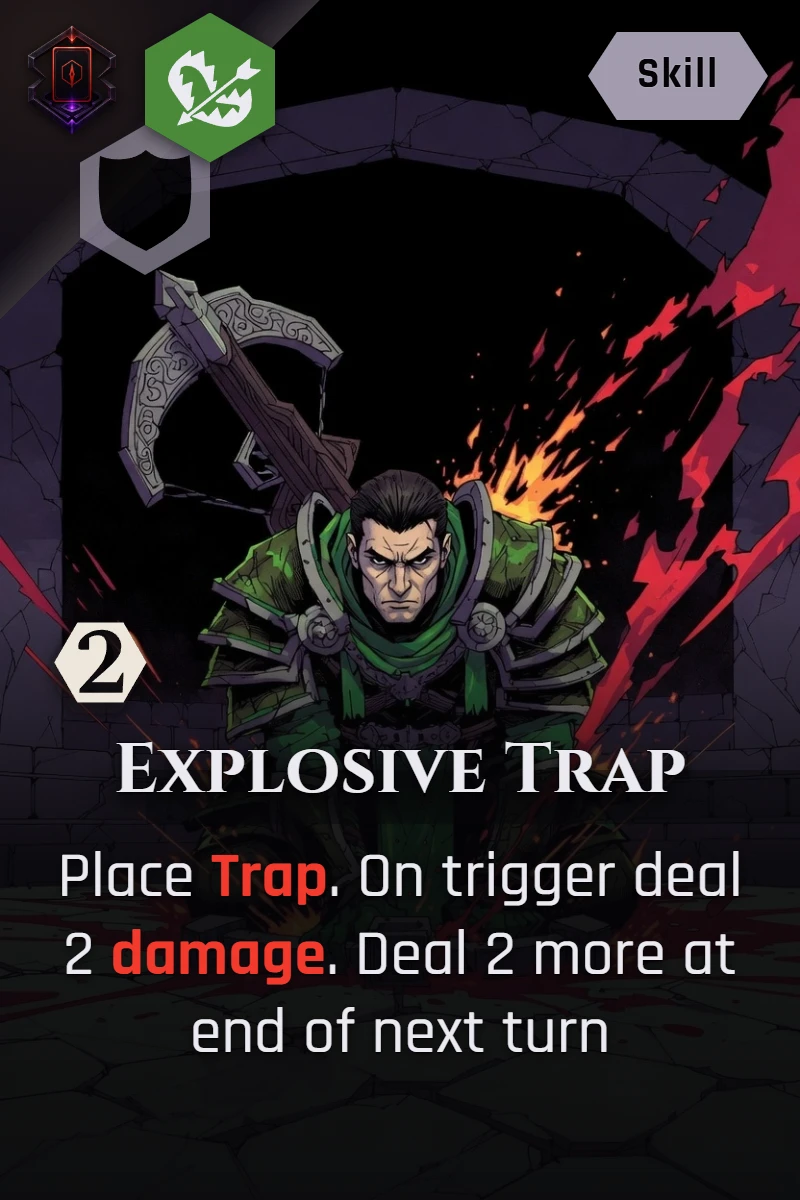 Skill
2
Explosive Trap
Place Trap. On trigger deal
2 damage. Deal 2 more at
end of next turn